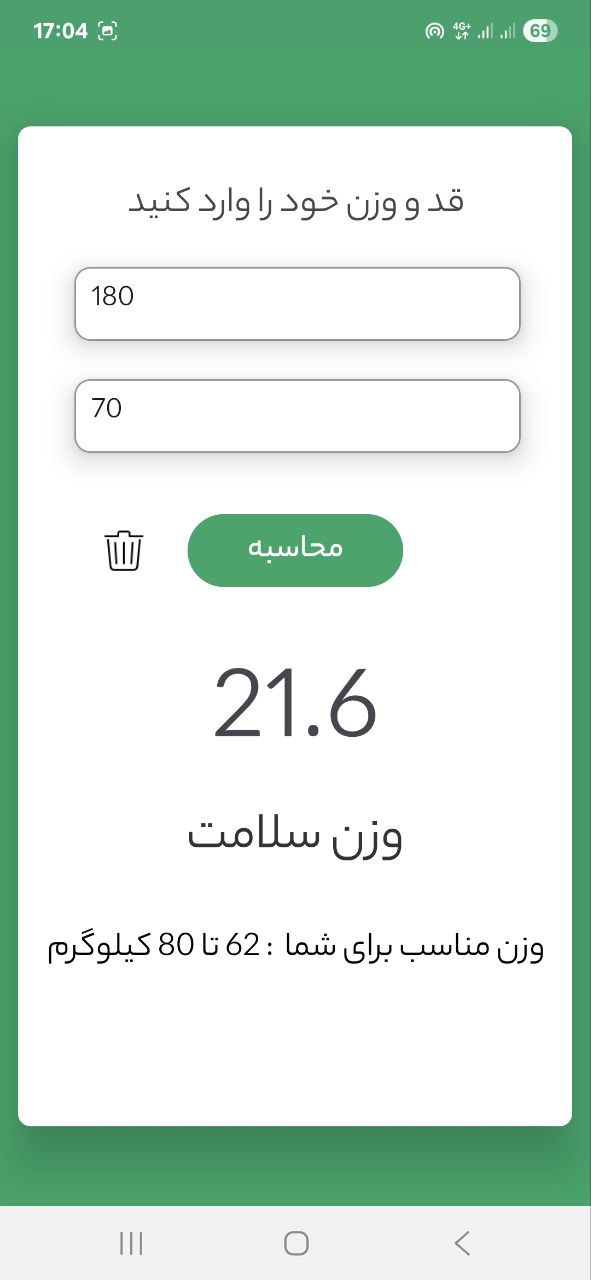 17:04
4G+
69
قد و وزن خود را وارد کنید
180
70
محاسبه
21.6
وزن سلامت
وزن مناسب برای شما : 62 تا 80 کیلوگرم